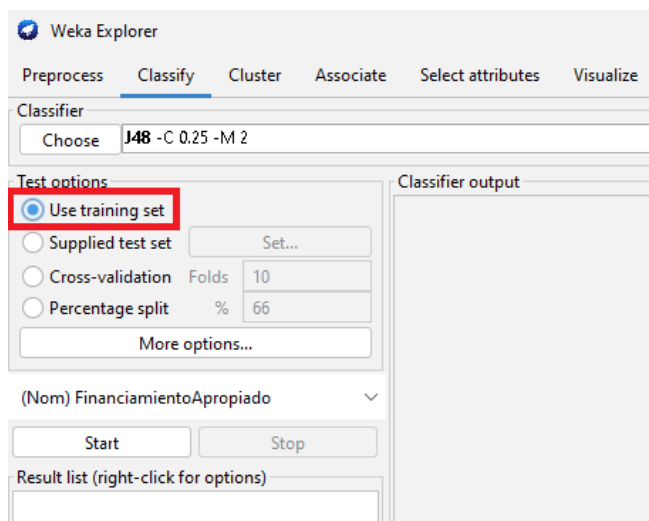 Weka Explorer
Preprocess Classify Cluster Associate Select attributes Visualize
Classifier
Choose J48 -C 0.25 -M 2
Test options
Use training set
Supplied test set Set...
Cross-validation Folds 10
Percentage split % 66
More options...
(Nom) FinanciamientoApropiado
Start Stop
Result list (right-click for options)
Classifier output